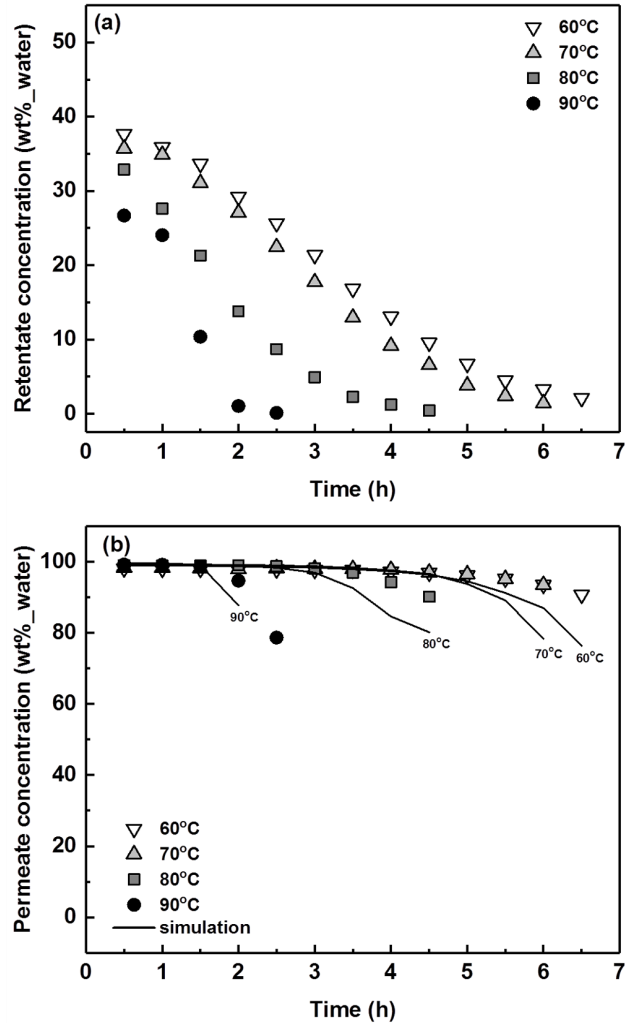 (a)
60°C
70°C
80°C
90°C
Retentate concentration (wt%_water)
50
40
30
20
10
0
0 1 2 3 4 5 6 7
Time (h)
(b)
Permeate concentration (wt%_water)
100
80
60
40
20
0
90°C
80°C
70°C
60°C
60°C
70°C
80°C
90°C
simulation
0 1 2 3 4 5 6 7
Time (h)